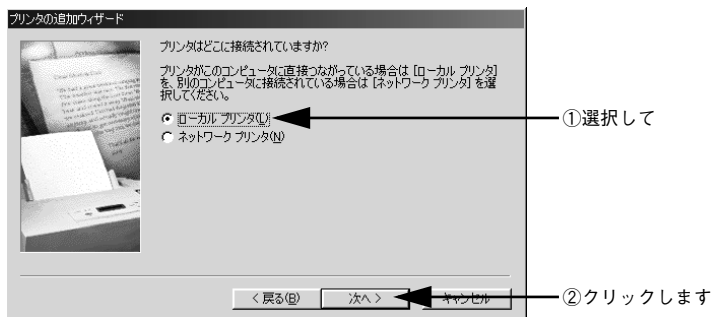 プリンタの追加ウィザード
プリンタはどこに接続されていますか?
プリンタがこのコンピュータに直接つながっている場合は [ローカル プリンタ]
を、別のコンピュータに接続されている場合は [ネットワーク プリンタ] を選
択してください。
ローカル プリンタ(L)
①選択して
ネットワーク プリンタ(N)
< 戻る(B)
次へ >
キャンセル
②クリックします